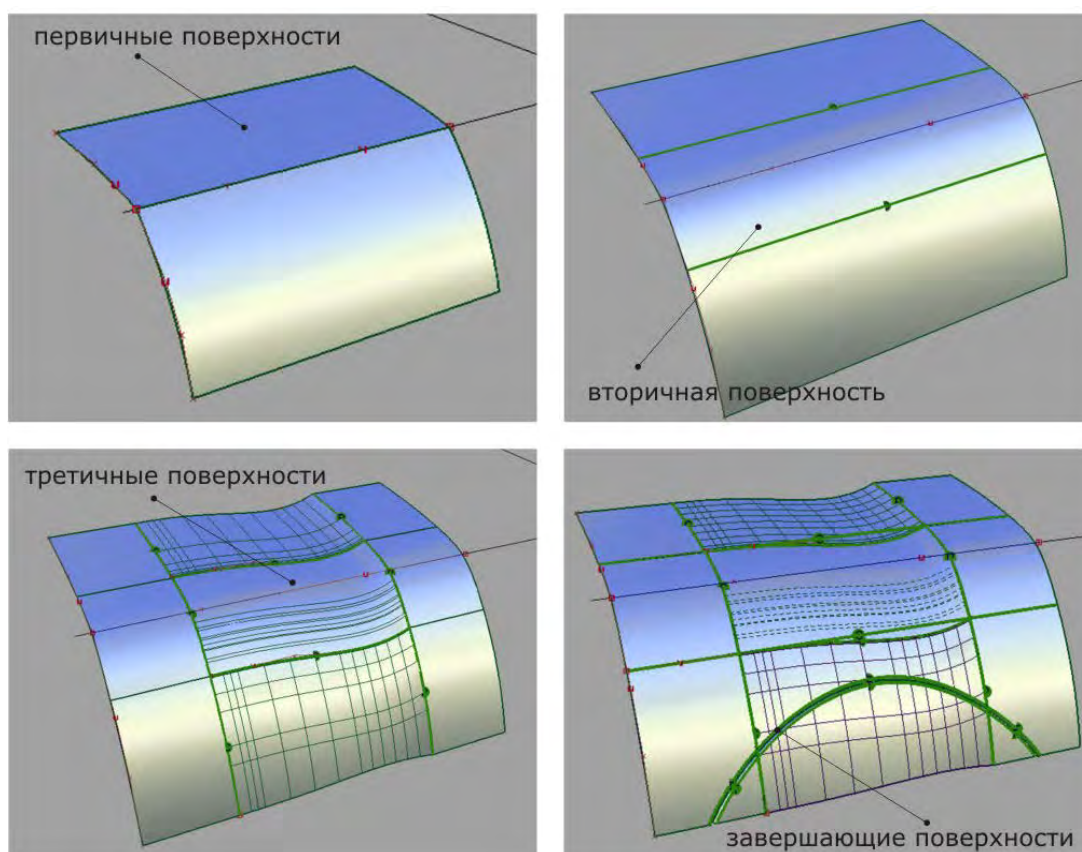 первичные поверхности
вторичная поверхность
третичные поверхности
завершающие поверхности